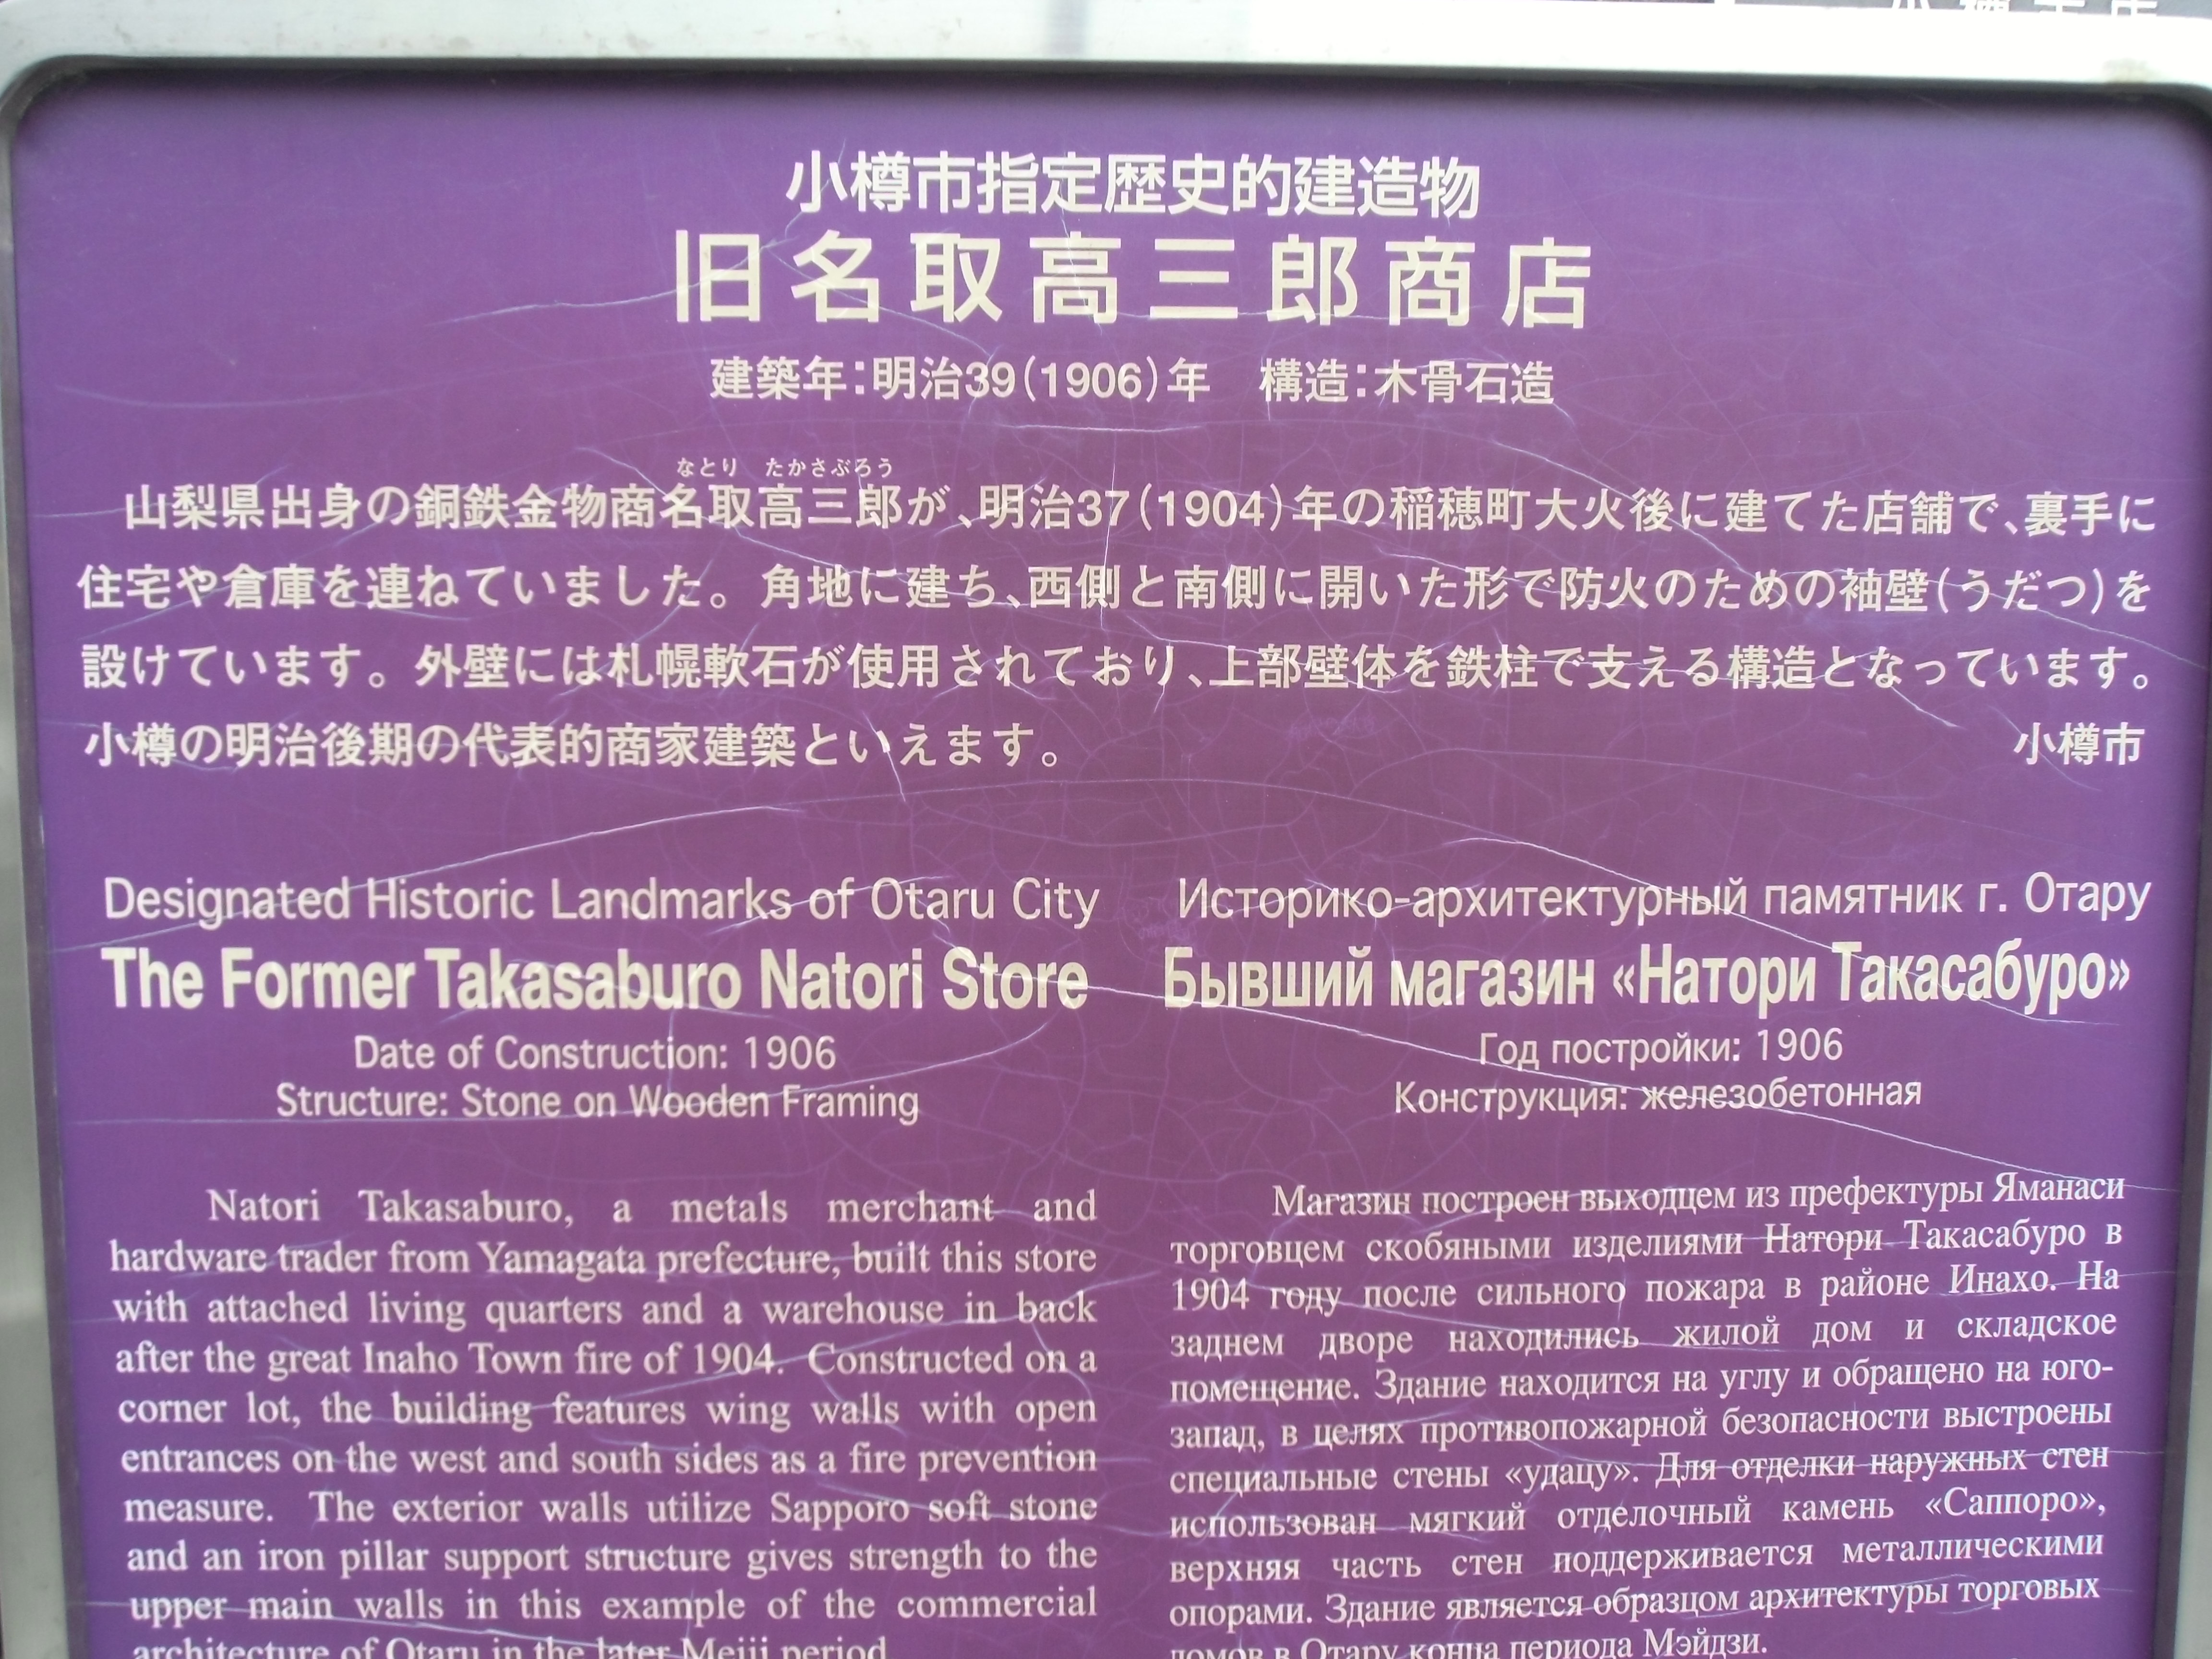 小樽市指定歴史的建造物
旧名取高三郎商店
建築年：明治39（1906）年　構造：木骨石造
なとり　たかさぶろう
山梨県出身の銅鉄金物商名取高三郎が、明治37（1904）年の稲穂町大火後に建てた店舗で、裏手に
住宅や倉庫を連ねていました。角地に建ち、西側と南側に開いた形で防火のための袖壁（うだつ）を
設けています。外壁には札幌軟石が使用されており、上部壁体を鉄柱で支える構造となっています。
小樽の明治後期の代表的商家建築といえます。
小樽市
Designated Historic Landmarks of Otaru City
The Former Takasaburo Natori Store
Date of Construction: 1906
Structure: Stone on Wooden Framing
Natori Takasaburo, a metals merchant and
hardware trader from Yamagata prefecture, built this store
with attached living quarters and a warehouse in back
after the great Inaho Town fire of 1904. Constructed on a
corner lot, the building features wing walls with open
entrances on the west and south sides as a fire prevention
measure. The exterior walls utilize Sapporo soft stone
and an iron pillar support structure gives strength to the
upper main walls in this example of the commercial
architecture of Otaru in the later Meiji period
Историко-архитектурный памятник г. Отару
Бывший магазин «Натори Такасабуро»
Год постройки: 1906
Конструкция: железобетонная
Магазин построен выходцем из префектуры Яманаси
торговцем скобяными изделиями Натори Такасабуро в
1904 году после сильного пожара в районе Инахо. На
заднем дворе находились жилой дом и складское
помещение. Здание находится на углу и обращено на юго-
запад, в целях противопожарной безопасности выстроены
специальные стены «удацу». Для отделки наружных стен
использован мягкий отделочный камень «Саппоро»,
верхняя часть стен поддерживается металлическими
опорами. Здание является образцом архитектуры торговых
домов в Отару конца периода Мэйдзи.